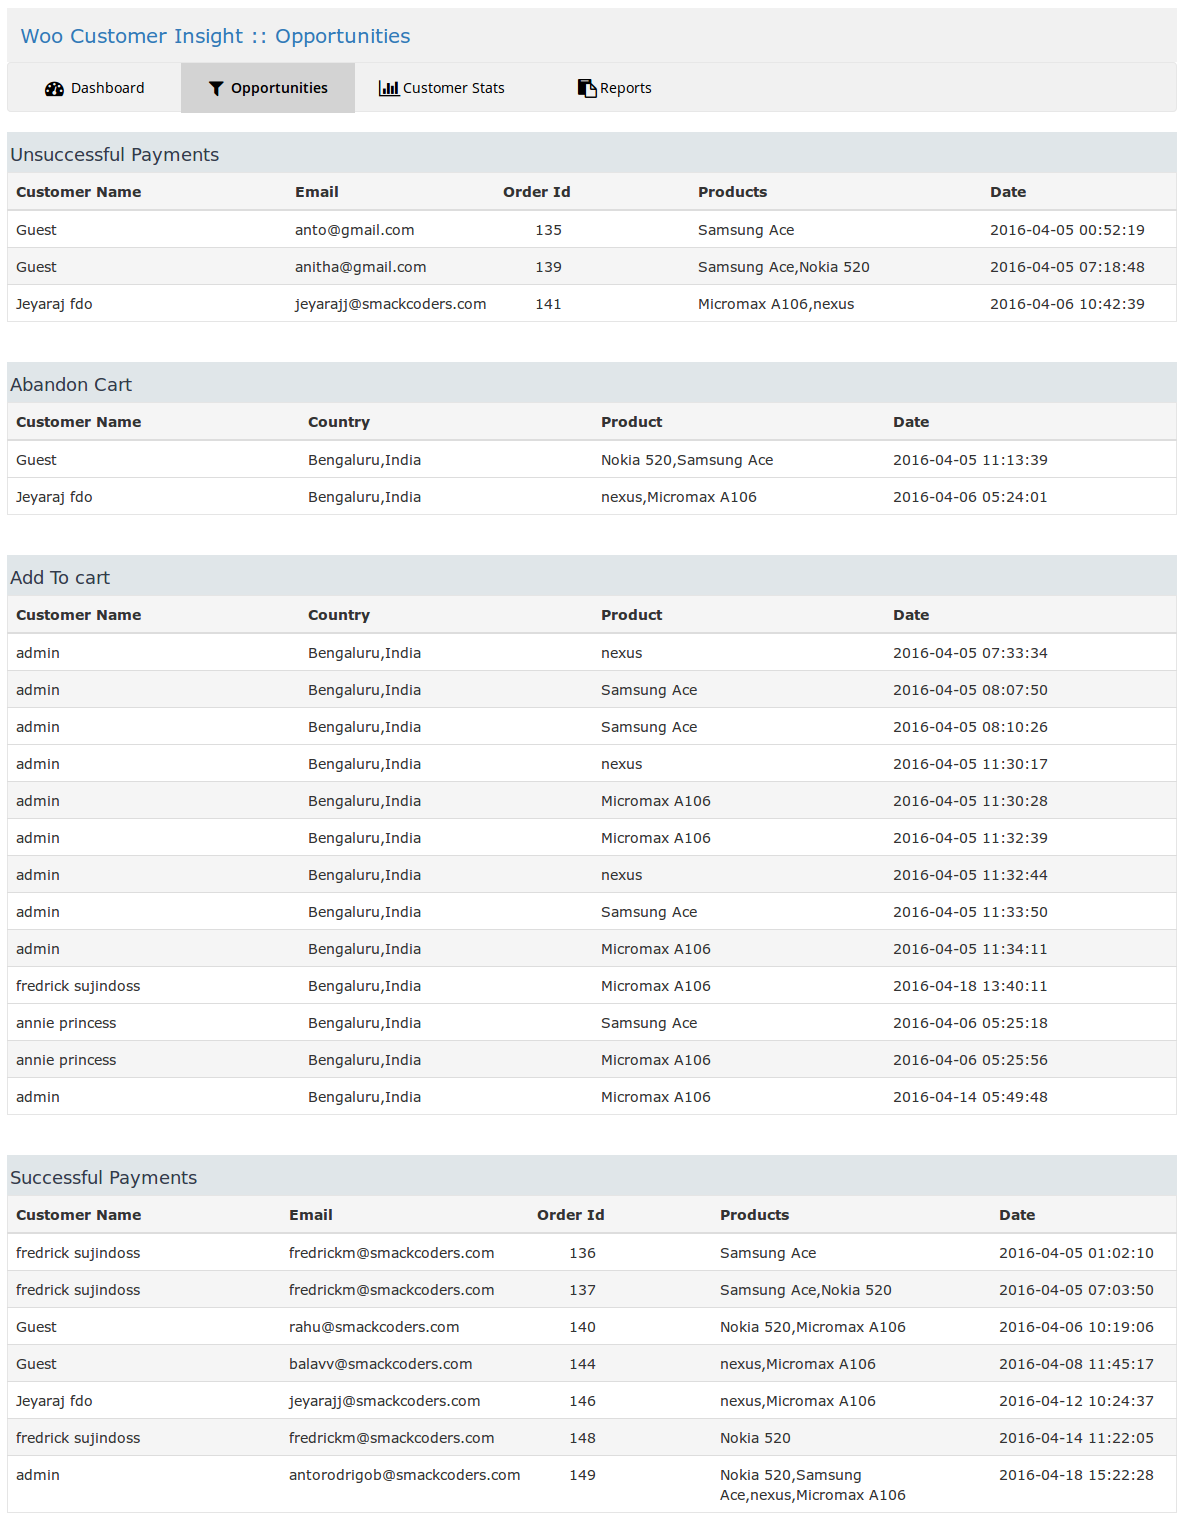 Woo Customer Insight :: Opportunities
Dashboard Opportunities Customer Stats Reports
Unsuccessful Payments
Customer Name Email Order Id Products Date
Guest anto@gmail.com 135 Samsung Ace 2016-04-05 00:52:19
Guest anitha@gmail.com 139 Samsung Ace,Nokia 520 2016-04-05 07:18:48
Jeyaraj fdo jeyarajj@smackcoders.com 141 Micromax A106,nexus 2016-04-06 10:42:39
Abandon Cart
Customer Name Country Product Date
Guest Bengaluru,India Nokia 520,Samsung Ace 2016-04-05 11:13:39
Jeyaraj fdo Bengaluru,India nexus,Micromax A106 2016-04-06 05:24:01
Add To cart
Customer Name Country Product Date
admin Bengaluru,India nexus 2016-04-05 07:33:34
admin Bengaluru,India Samsung Ace 2016-04-05 08:07:50
admin Bengaluru,India Samsung Ace 2016-04-05 08:10:26
admin Bengaluru,India nexus 2016-04-05 11:30:17
admin Bengaluru,India Micromax A106 2016-04-05 11:30:28
admin Bengaluru,India Micromax A106 2016-04-05 11:32:39
admin Bengaluru,India nexus 2016-04-05 11:32:44
admin Bengaluru,India Samsung Ace 2016-04-05 11:33:50
admin Bengaluru,India Micromax A106 2016-04-05 11:34:11
fredrick sujindoss Bengaluru,India Micromax A106 2016-04-18 13:40:11
annie princess Bengaluru,India Samsung Ace 2016-04-06 05:25:18
annie princess Bengaluru,India Micromax A106 2016-04-06 05:25:56
admin Bengaluru,India Micromax A106 2016-04-14 05:49:48
Successful Payments
Customer Name Email Order Id Products Date
fredrick sujindoss fredrickm@smackcoders.com 136 Samsung Ace 2016-04-05 01:02:10
fredrick sujindoss fredrickm@smackcoders.com 137 Samsung Ace,Nokia 520 2016-04-05 07:03:50
Guest rahu@smackcoders.com 140 Nokia 520,Micromax A106 2016-04-06 10:19:06
Guest balavv@smackcoders.com 144 nexus,Micromax A106 2016-04-08 11:45:17
Jeyaraj fdo jeyarajj@smackcoders.com 146 nexus,Micromax A106 2016-04-12 10:24:37
fredrick sujindoss fredrickm@smackcoders.com 148 Nokia 520 2016-04-14 11:22:05
admin antorodrigob@smackcoders.com 149 Nokia 520,Samsung 2016-04-18 15:22:28
Ace,nexus,Micromax A106